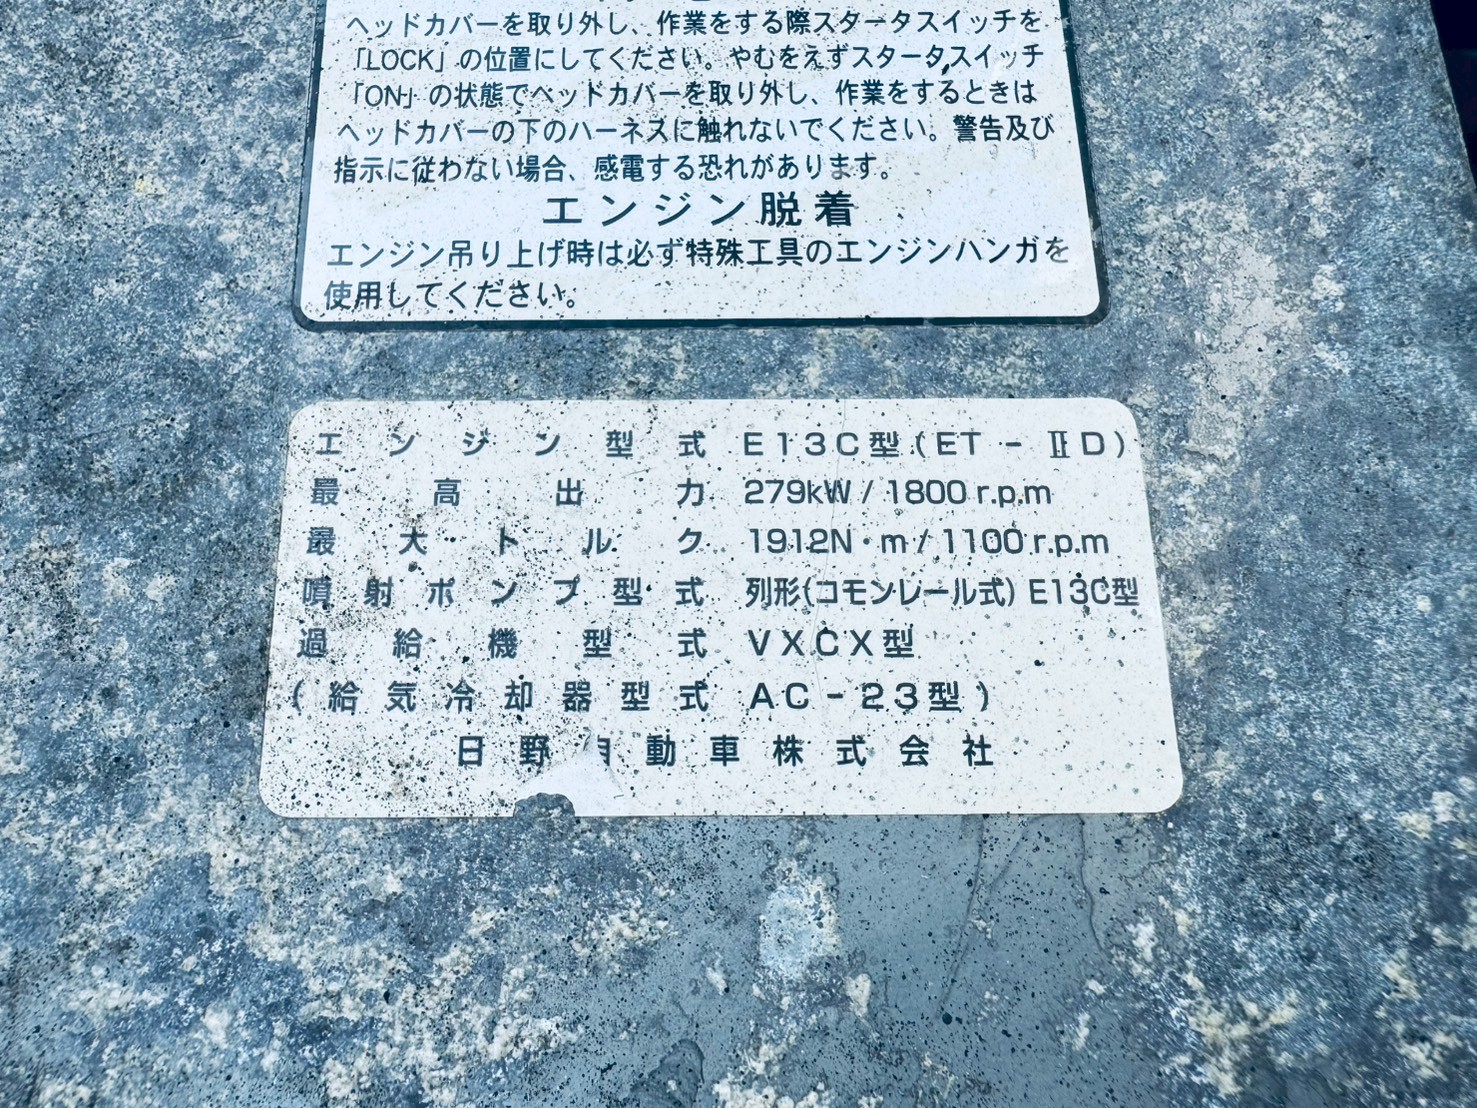 ヘッドカバーを取り外し、作業をする際スタータスイッチを
「LOCK」の位置にしてください。やむをえずスタータスイッチ
「ON」の状態でヘッドカバーを取り外し、作業をするときは
ヘッドカバーの下のハーネスに触れないでください。警告及び
指示に従わない場合、感電する恐れがあります。
エンジン脱着
エンジン吊り上げ時は必ず特殊工具のエンジンハンガを
使用してください。
エンジン型式 E13C型(ET-ⅡD)
最高出力 279kW/1800r.p.m
最大トルク 1912N・m/1100r.p.m
噴射ポンプ型式 列形(コモンレール式)E13C型
過給機型式 VXCX型
(給気冷却器型式 AC-23型)
日野自動車株式会社